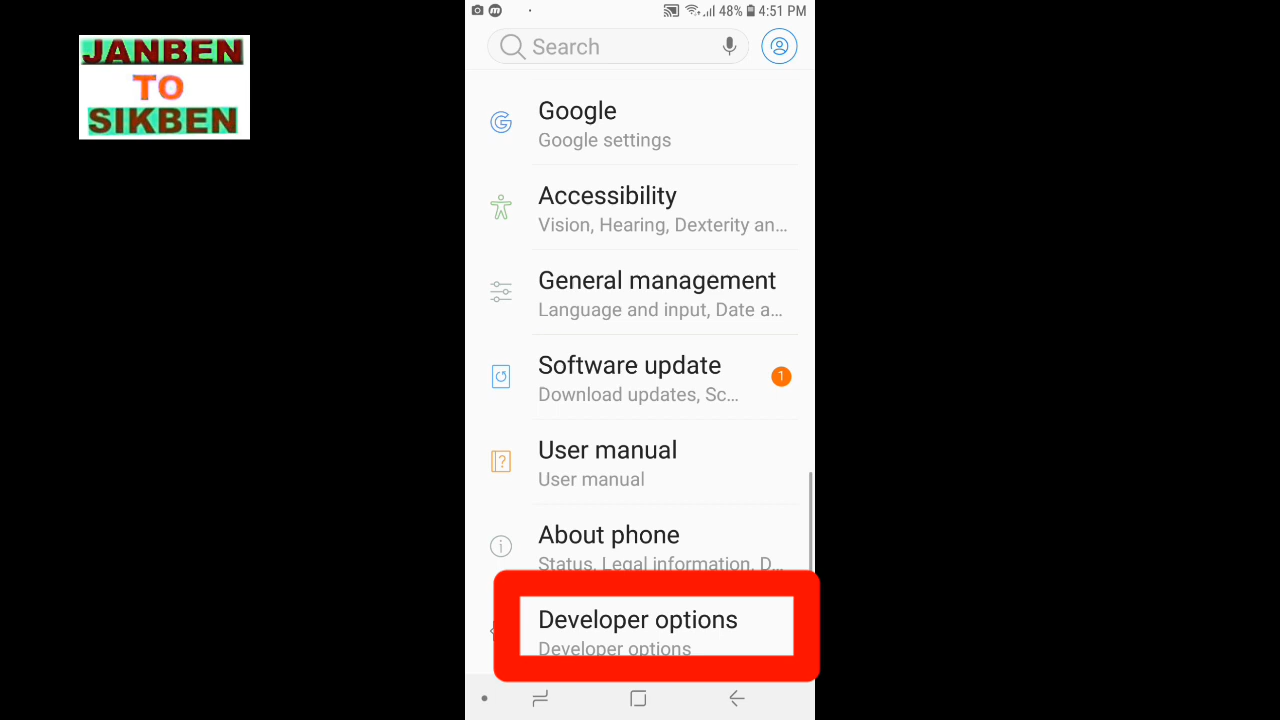 JANBEN
TO
SIKBEN
48% 4:51 PM
Search
Google
Google settings
Accessibility
Vision, Hearing, Dexterity an...
General management
Language and input, Date a...
Software update
1
Download updates, Sc...
User manual
User manual
About phone
Status, Legal information, D...
Developer options
Developer options